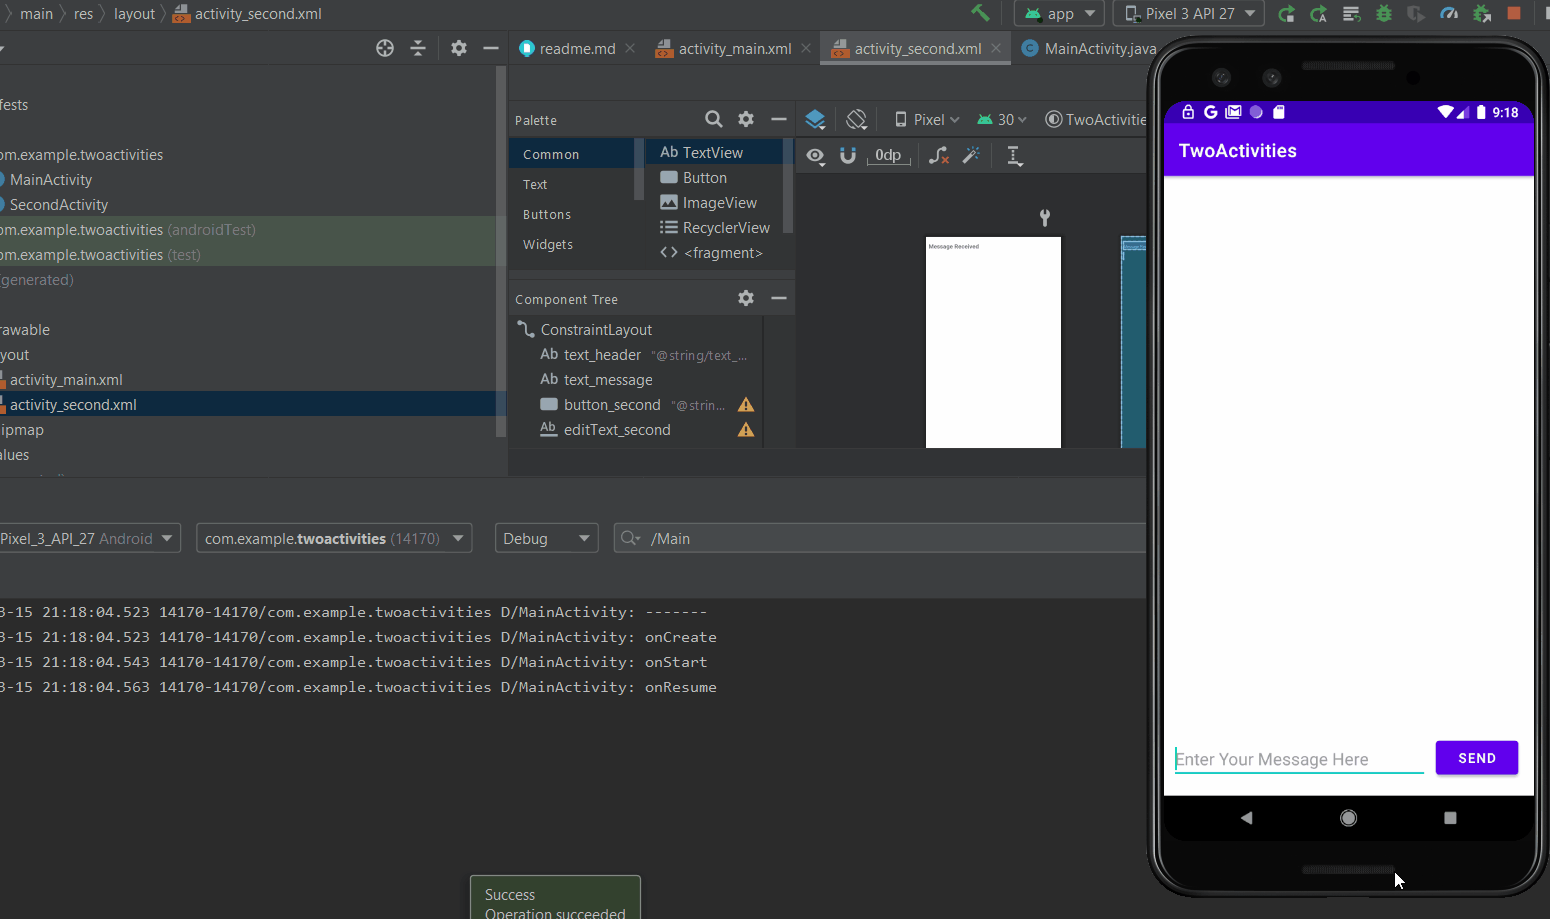 main res layout activity_second.xml app Pixel 3 API 27
readme.md activity_main.xml activity_second.xml MainActivity.java
fests
om.example.twoactivities
MainActivity
SecondActivity
om.example.twoactivities (androidTest)
om.example.twoactivities (test)
(generated)
rawable
yout
activity_main.xml
activity_second.xml
ipmap
alues
Palette
Common
Text
Buttons
Widgets
Ab TextView
Button
ImageView
RecyclerView
<> <fragment>
Pixel 30 TwoActivitie
0dp
Component Tree
ConstraintLayout
Ab text_header "@string/text_...
Ab text_message
button_second "@strin...
Ab editText_second
Message Received
Pixel_3_API_27 Android com.example.twoactivities (14170) Debug /Main
3-15 21:18:04.523 14170-14170/com.example.twoactivities D/MainActivity: -------
3-15 21:18:04.523 14170-14170/com.example.twoactivities D/MainActivity: onCreate
3-15 21:18:04.543 14170-14170/com.example.twoactivities D/MainActivity: onStart
3-15 21:18:04.563 14170-14170/com.example.twoactivities D/MainActivity: onResume
Success
Operation succeeded
9:18
TwoActivities
Enter Your Message Here SEND